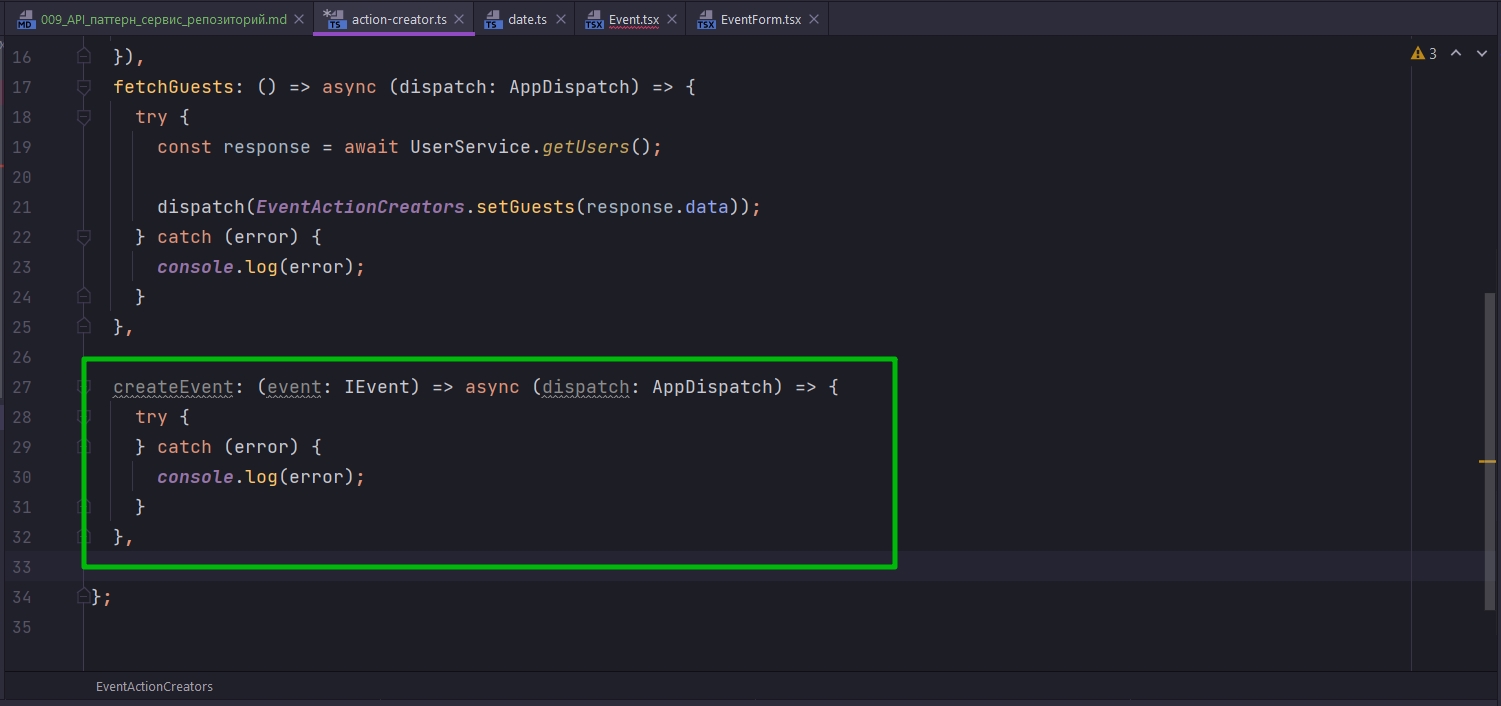 MD 009_API_паттерн_сервис_репозиторий.md * TS action-creator.ts TS date.ts TSX Event.tsx TSX EventForm.tsx
16 }), 3
17 fetchGuests: () => async (dispatch: AppDispatch) => {
18 try {
19 const response = await UserService.getUsers();
20
21 dispatch(EventActionCreators.setGuests(response.data));
22 } catch (error) {
23 console.log(error);
24 }
25 },
26
27 createEvent: (event: IEvent) => async (dispatch: AppDispatch) => {
28 try {
29 } catch (error) {
30 console.log(error);
31 }
32 },
33
34 };
35
EventActionCreators